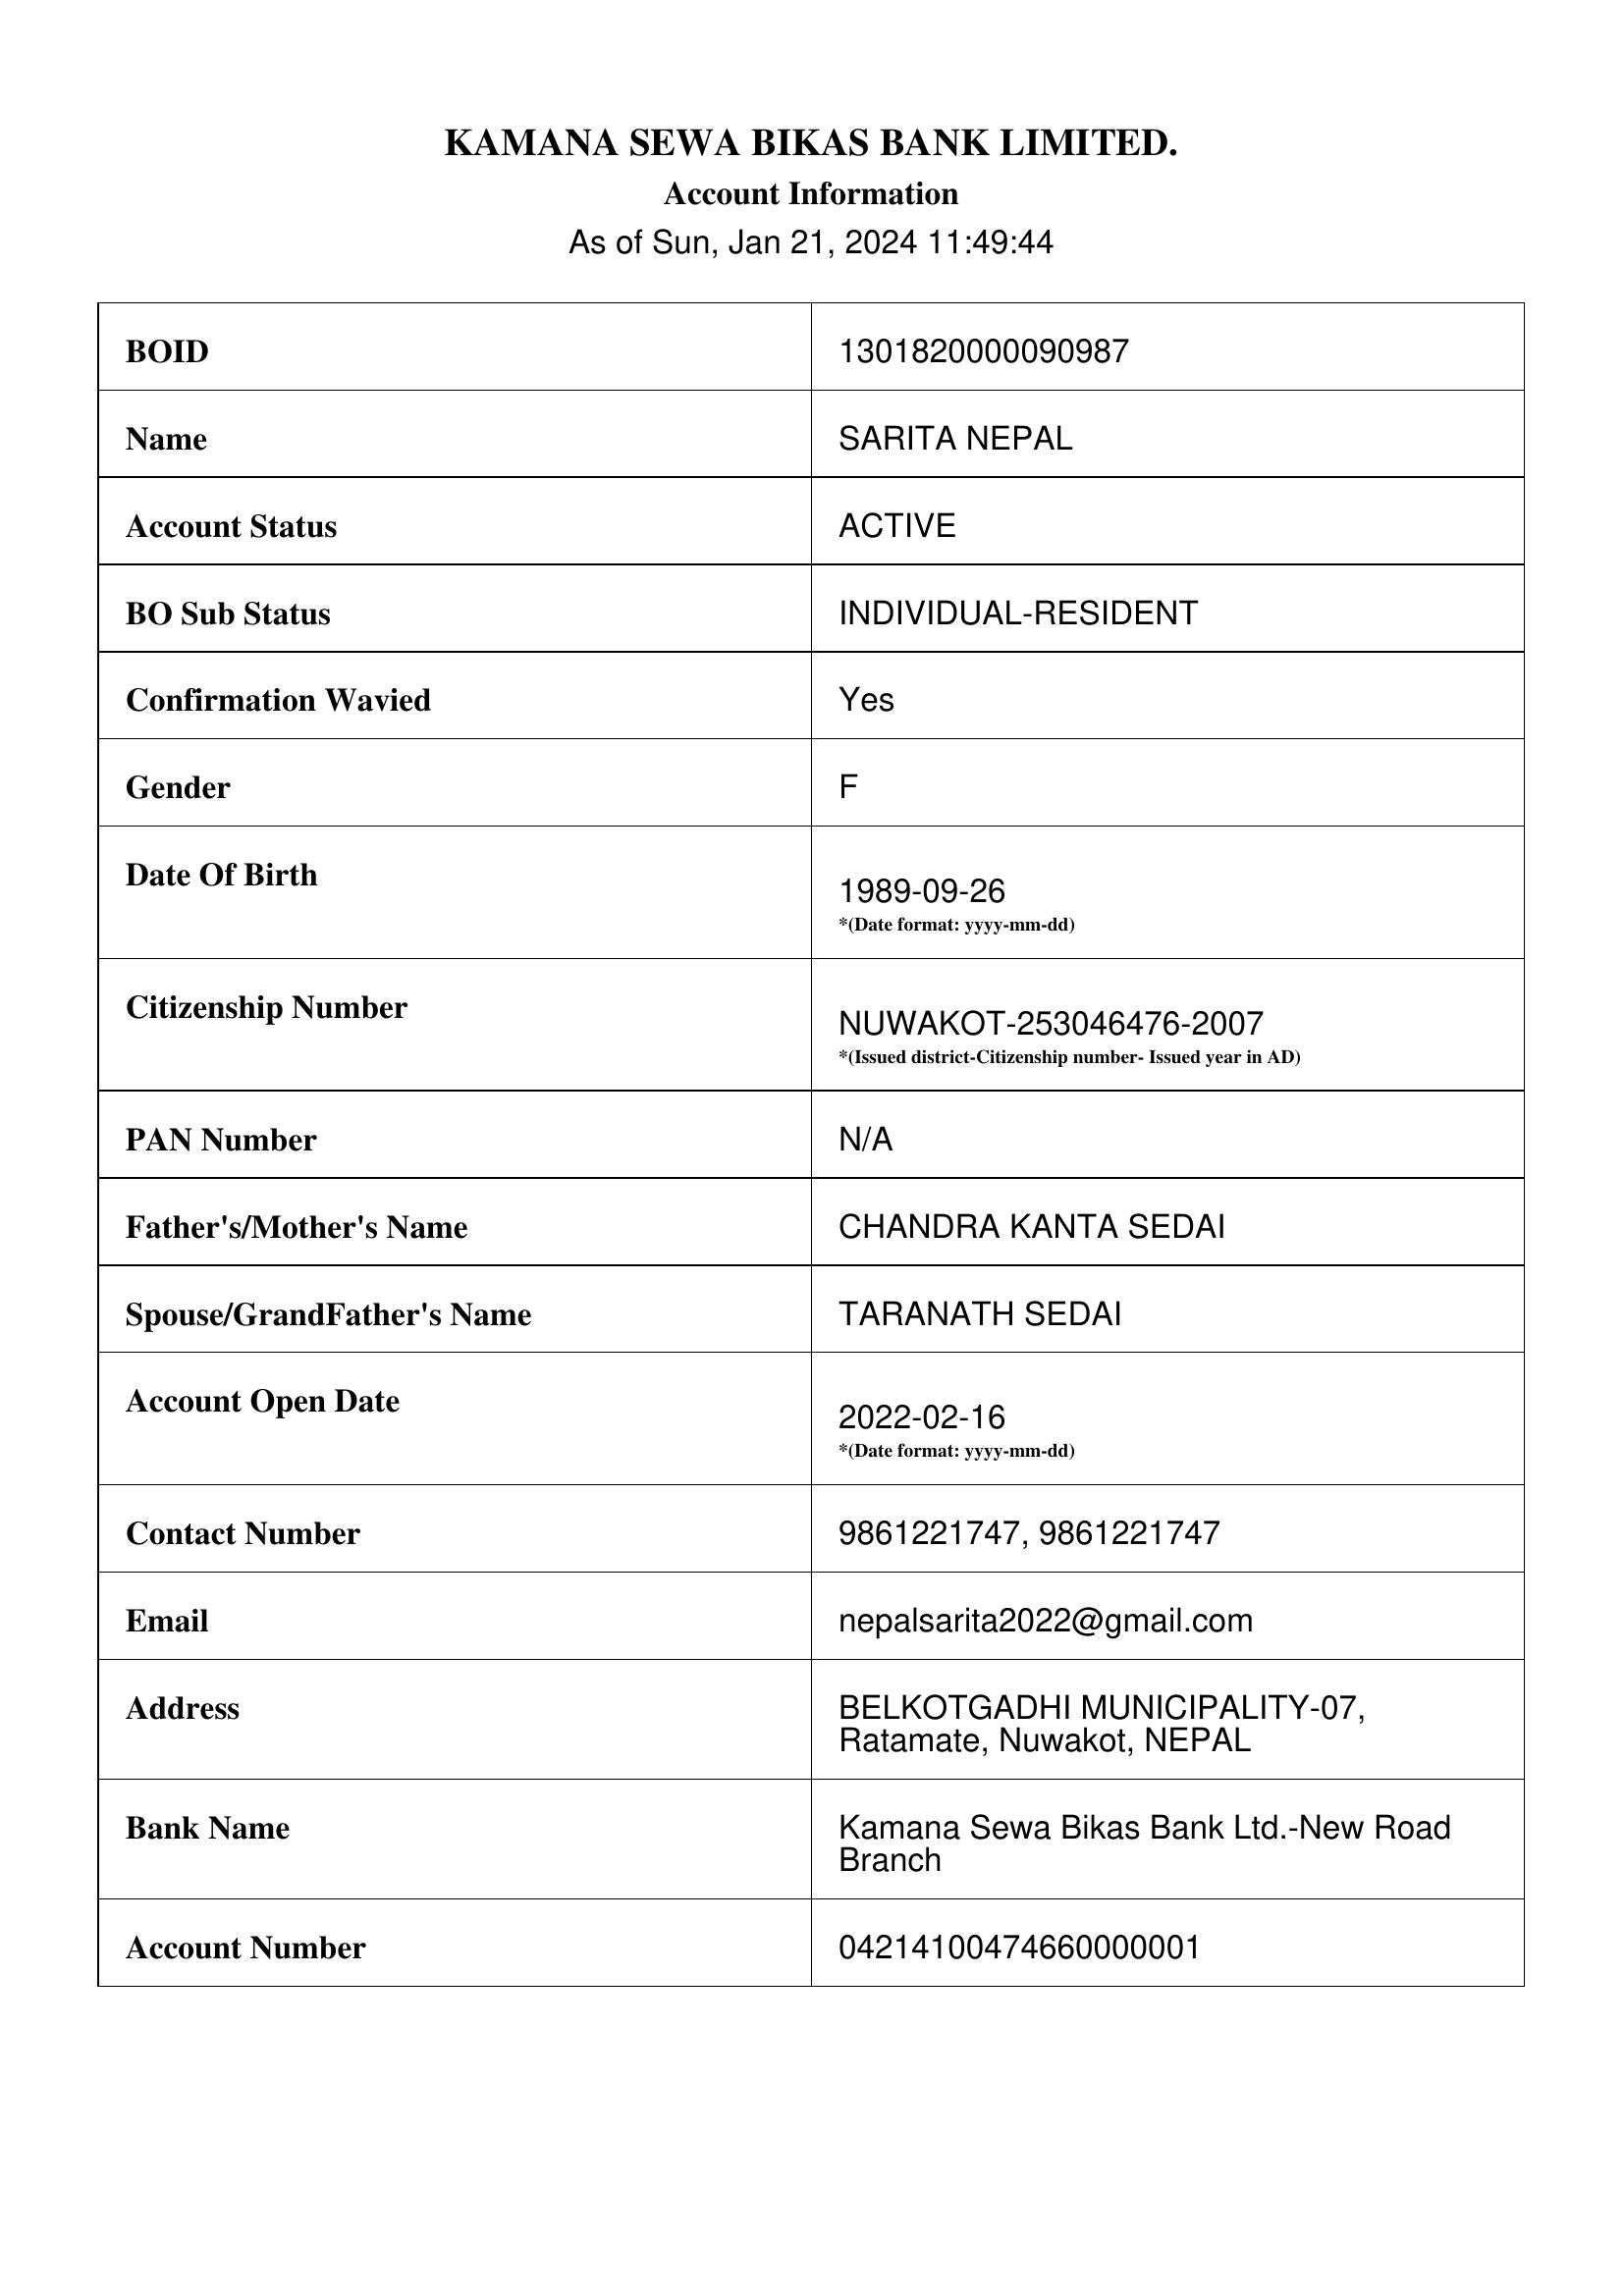 KAMANA SEWA BIKAS BANK LIMITED.
Account Information
As of Sun, Jan 21, 2024 11:49:44
BOID 1301820000090987
Name SARITA NEPAL
Account Status ACTIVE
BO Sub Status INDIVIDUAL-RESIDENT
Confirmation Wavied Yes
Gender F
Date Of Birth 1989-09-26
*(Date format: yyyy-mm-dd)
Citizenship Number NUWAKOT-253046476-2007
*(Issued district-Citizenship number- Issued year in AD)
PAN Number N/A
Father's/Mother's Name CHANDRA KANTA SEDAI
Spouse/GrandFather's Name TARANATH SEDAI
Account Open Date 2022-02-16
*(Date format: yyyy-mm-dd)
Contact Number 9861221747, 9861221747
Email nepalsarita2022@gmail.com
Address BELKOTGADHI MUNICIPALITY-07,
Ratamate, Nuwakot, NEPAL
Bank Name Kamana Sewa Bikas Bank Ltd.-New Road
Branch
Account Number 04214100474660000001